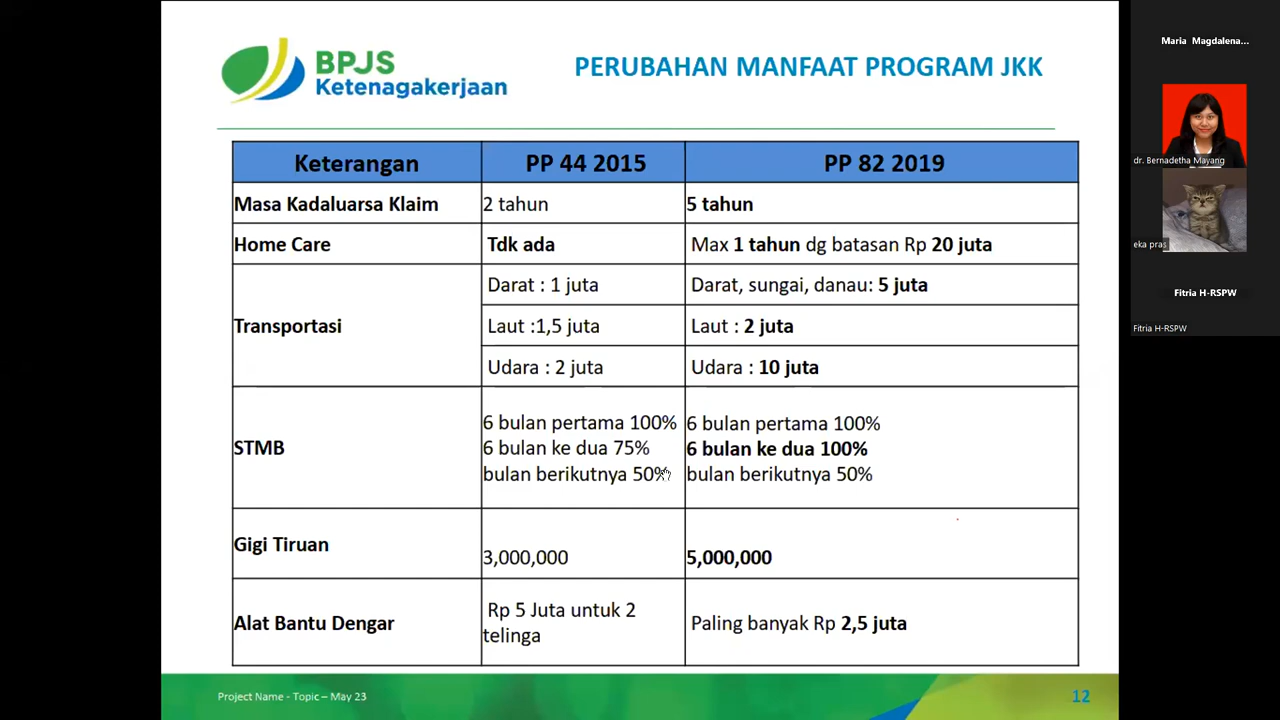 BPJS
Ketenagakerjaan
PERUBAHAN MANFAAT PROGRAM JKK
Keterangan PP 44 2015 PP 82 2019
Masa Kadaluarsa Klaim 2 tahun 5 tahun
Home Care Tdk ada Max 1 tahun dg batasan Rp 20 juta
Transportasi
Darat : 1 juta Darat, sungai, danau: 5 juta
Laut :1,5 juta Laut : 2 juta
Udara : 2 juta Udara : 10 juta
STMB
6 bulan pertama 100%
6 bulan ke dua 75%
bulan berikutnya 50%
6 bulan pertama 100%
6 bulan ke dua 100%
bulan berikutnya 50%
Gigi Tiruan 3,000,000 5,000,000
Alat Bantu Dengar
Rp 5 Juta untuk 2
telinga
Paling banyak Rp 2,5 juta
Project Name - Topic – May 23
12
Maria Magdalena...
dr. Bernadetha Mayang
eka pras
Fitria H-RSPW
Fitria H-RSPW